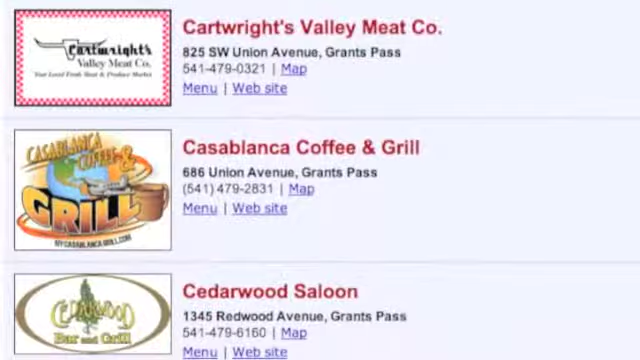 Cartwright's
Valley Meat Co.
Your Local Fresh Meat & Produce Market
Cartwright's Valley Meat Co.
825 SW Union Avenue, Grants Pass
541-479-0321 | Map
Menu | Web site
CASABLANCA
COFFEE &
GRILL
MYCASABLANCA-GRILL.COM
Casablanca Coffee & Grill
686 Union Avenue, Grants Pass
(541) 479-2831 | Map
Menu | Web site
CEDARWOOD
Bar and Grill
Cedarwood Saloon
1345 Redwood Avenue, Grants Pass
541-479-6160 | Map
Menu | Web site